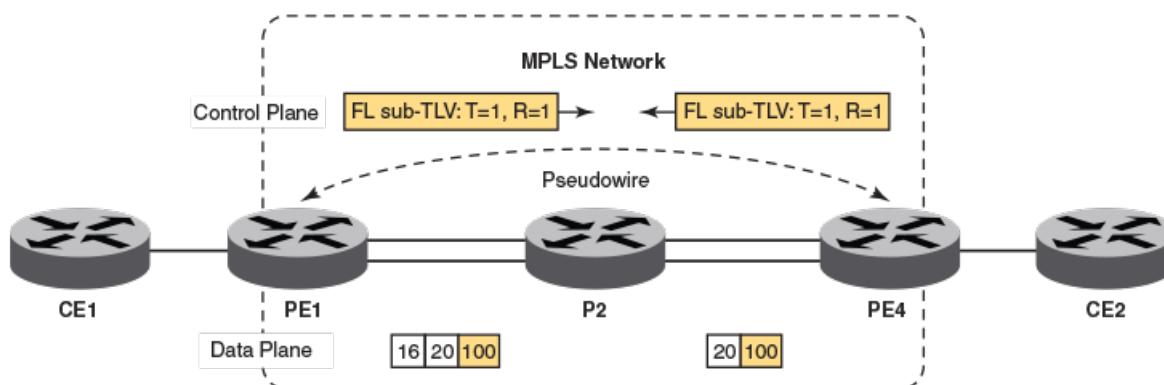 MPLS Network
Control Plane
FL sub-TLV: T=1, R=1
FL sub-TLV: T=1, R=1
Pseudowire
CE1
PE1
P2
PE4
CE2
Data Plane
16 20 100
20 100